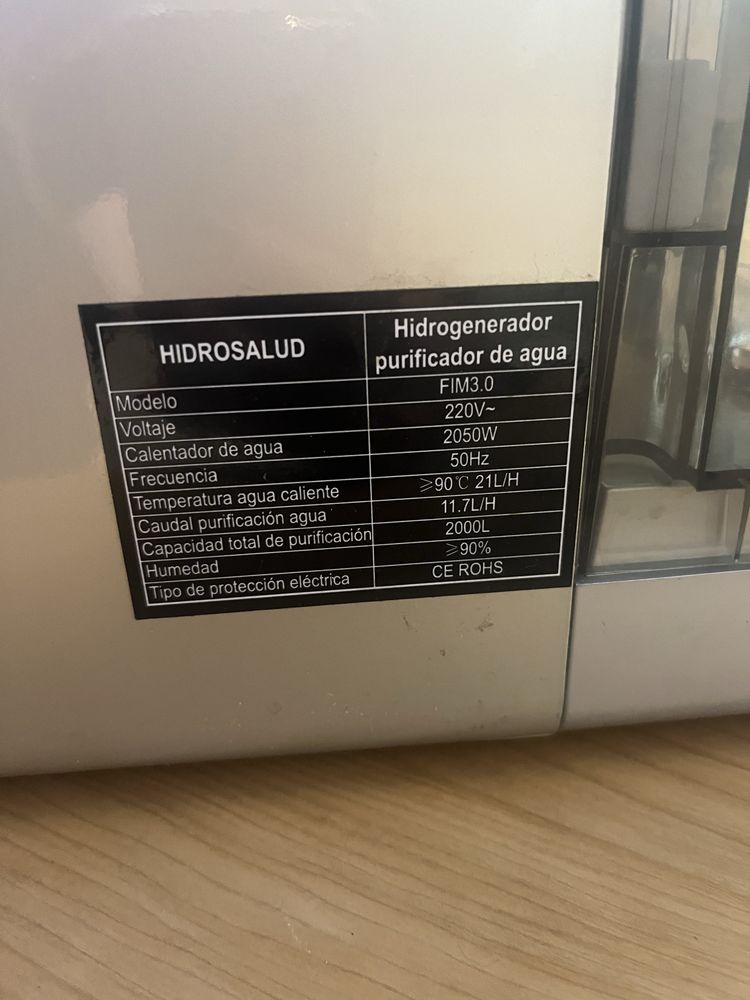 HIDROSALUD
Hidrogenerador
purificador de agua
Modelo FIM3.0
Voltaje 220V~
Calentador de agua 2050W
Frecuencia 50Hz
Temperatura agua caliente ⩾90℃ 21L/H
Caudal purificación agua 11.7L/H
Capacidad total de purificación 2000L
Humedad ⩾90%
Tipo de protección eléctrica CE ROHS